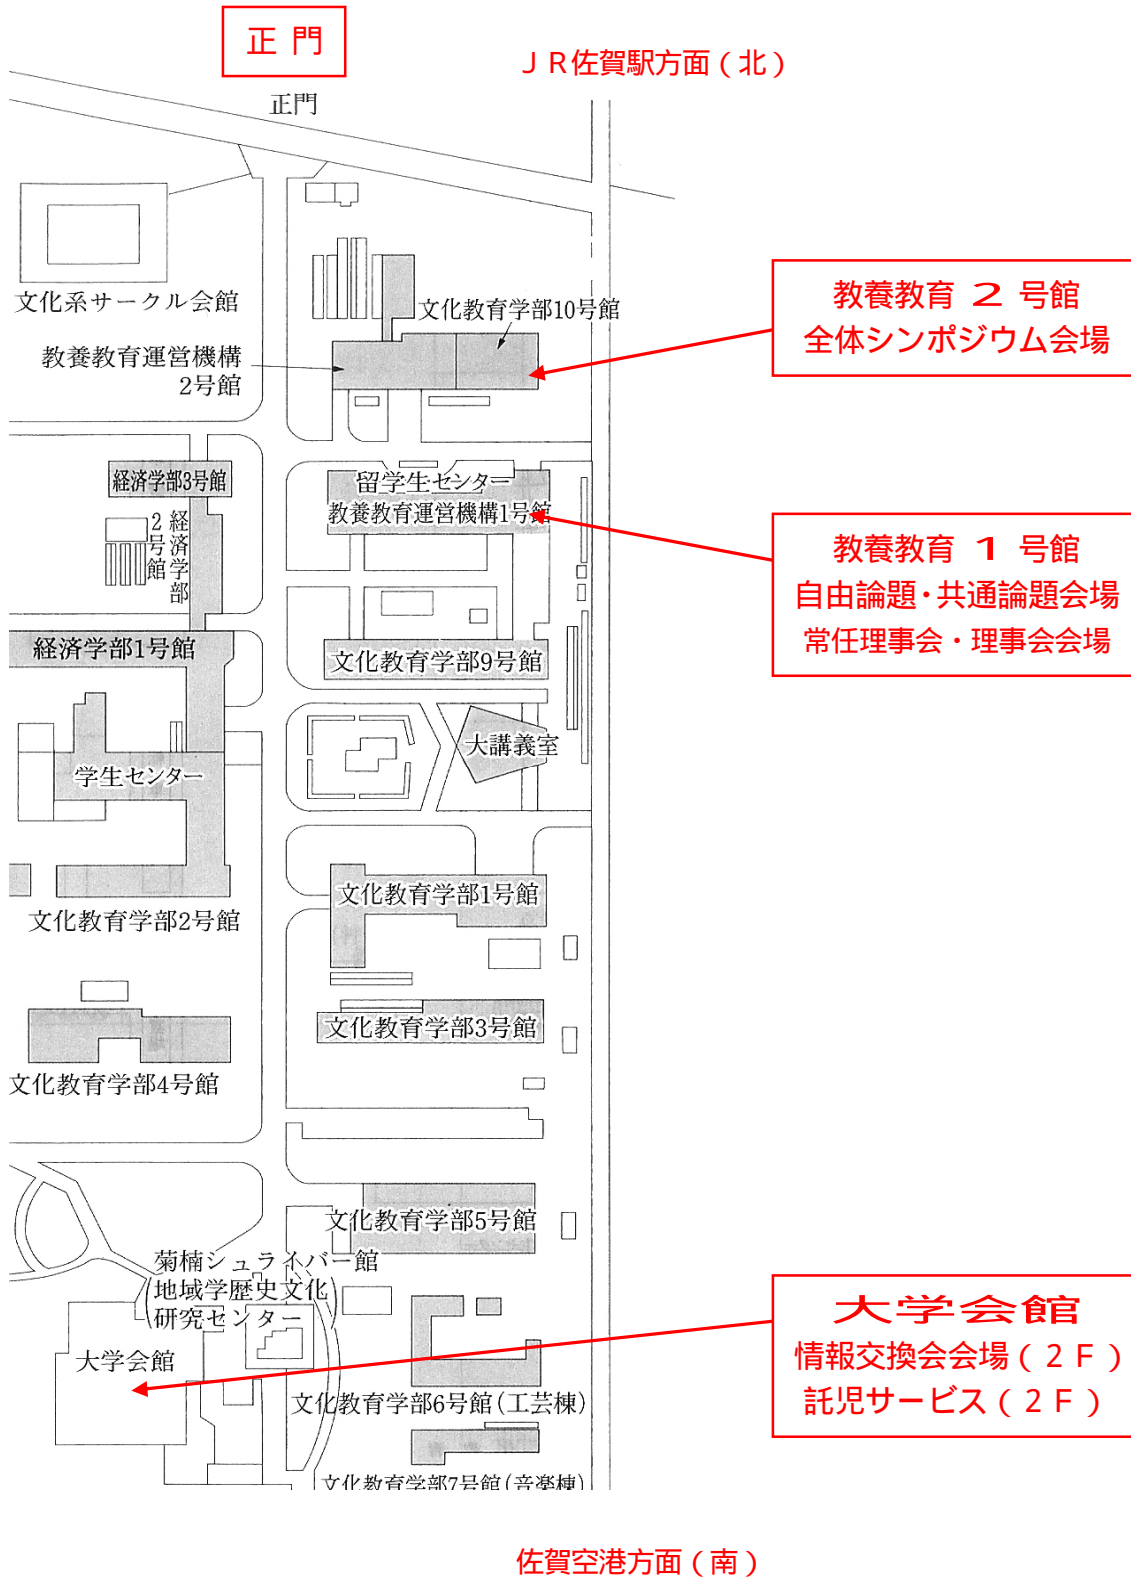 正 門
ＪＲ佐賀駅方面（北）
正門
文化系サークル会館
文化教育学部10号館
教養教育運営機構
2号館
教養教育 ２ 号館
全体シンポジウム会場
経済学部3号館
経済学部
2号館
留学生センター
教養教育運営機構1号館
教養教育 １ 号館
自由論題・共通論題会場
常任理事会・理事会会場
経済学部1号館
文化教育学部9号館
大講義室
学生センター
文化教育学部1号館
文化教育学部2号館
文化教育学部3号館
文化教育学部4号館
文化教育学部5号館
菊楠シュライバー館
(地域学歴史文化
研究センター)
大学会館
大学会館
情報交換会会場（２Ｆ）
託児サービス（２Ｆ）
文化教育学部6号館(工芸棟)
文化教育学部7号館(音楽棟)
佐賀空港方面（南）